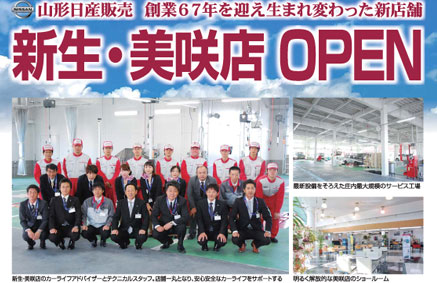 NISSAN
山形日産販売 創業67年を迎え生まれ変わった新店舗
新生・美咲店 OPEN
最新設備をそろえた庄内最大規模のサービス工場
新生・美咲店のカーライフアドバイザーとテクニカルスタッフ。店舗一丸となり、安心安全なカーライフをサポートする
明るく解放的な美咲店のショールーム